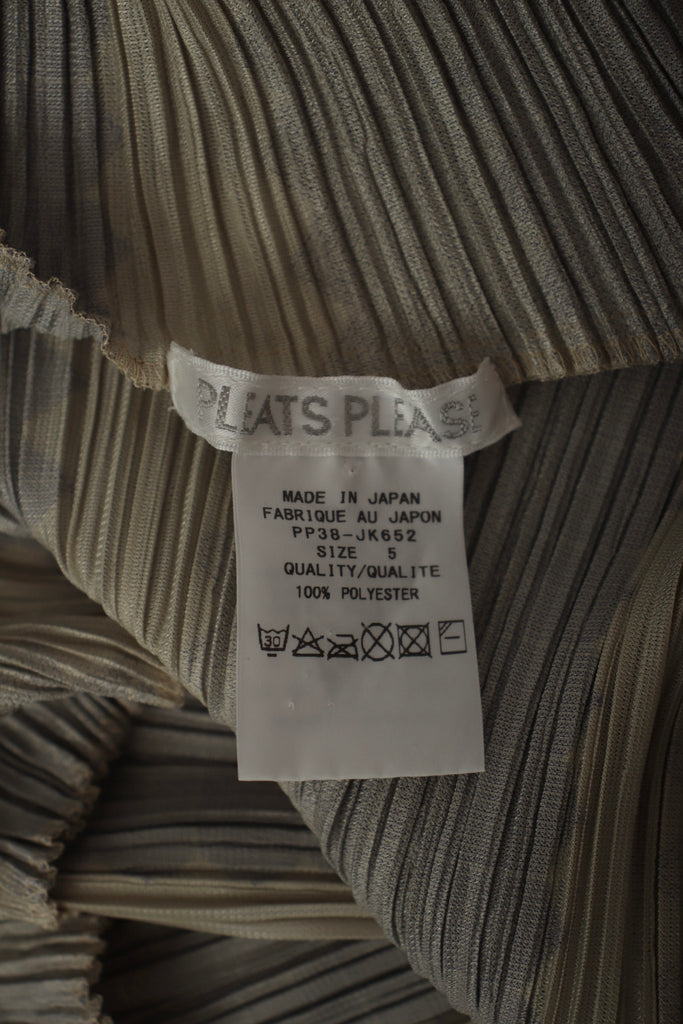 PLEATS PLEASE
MADE IN JAPAN
FABRIQUE AU JAPON
PP38-JK652
SIZE 5
QUALITY/QUALITE
100% POLYESTER
30